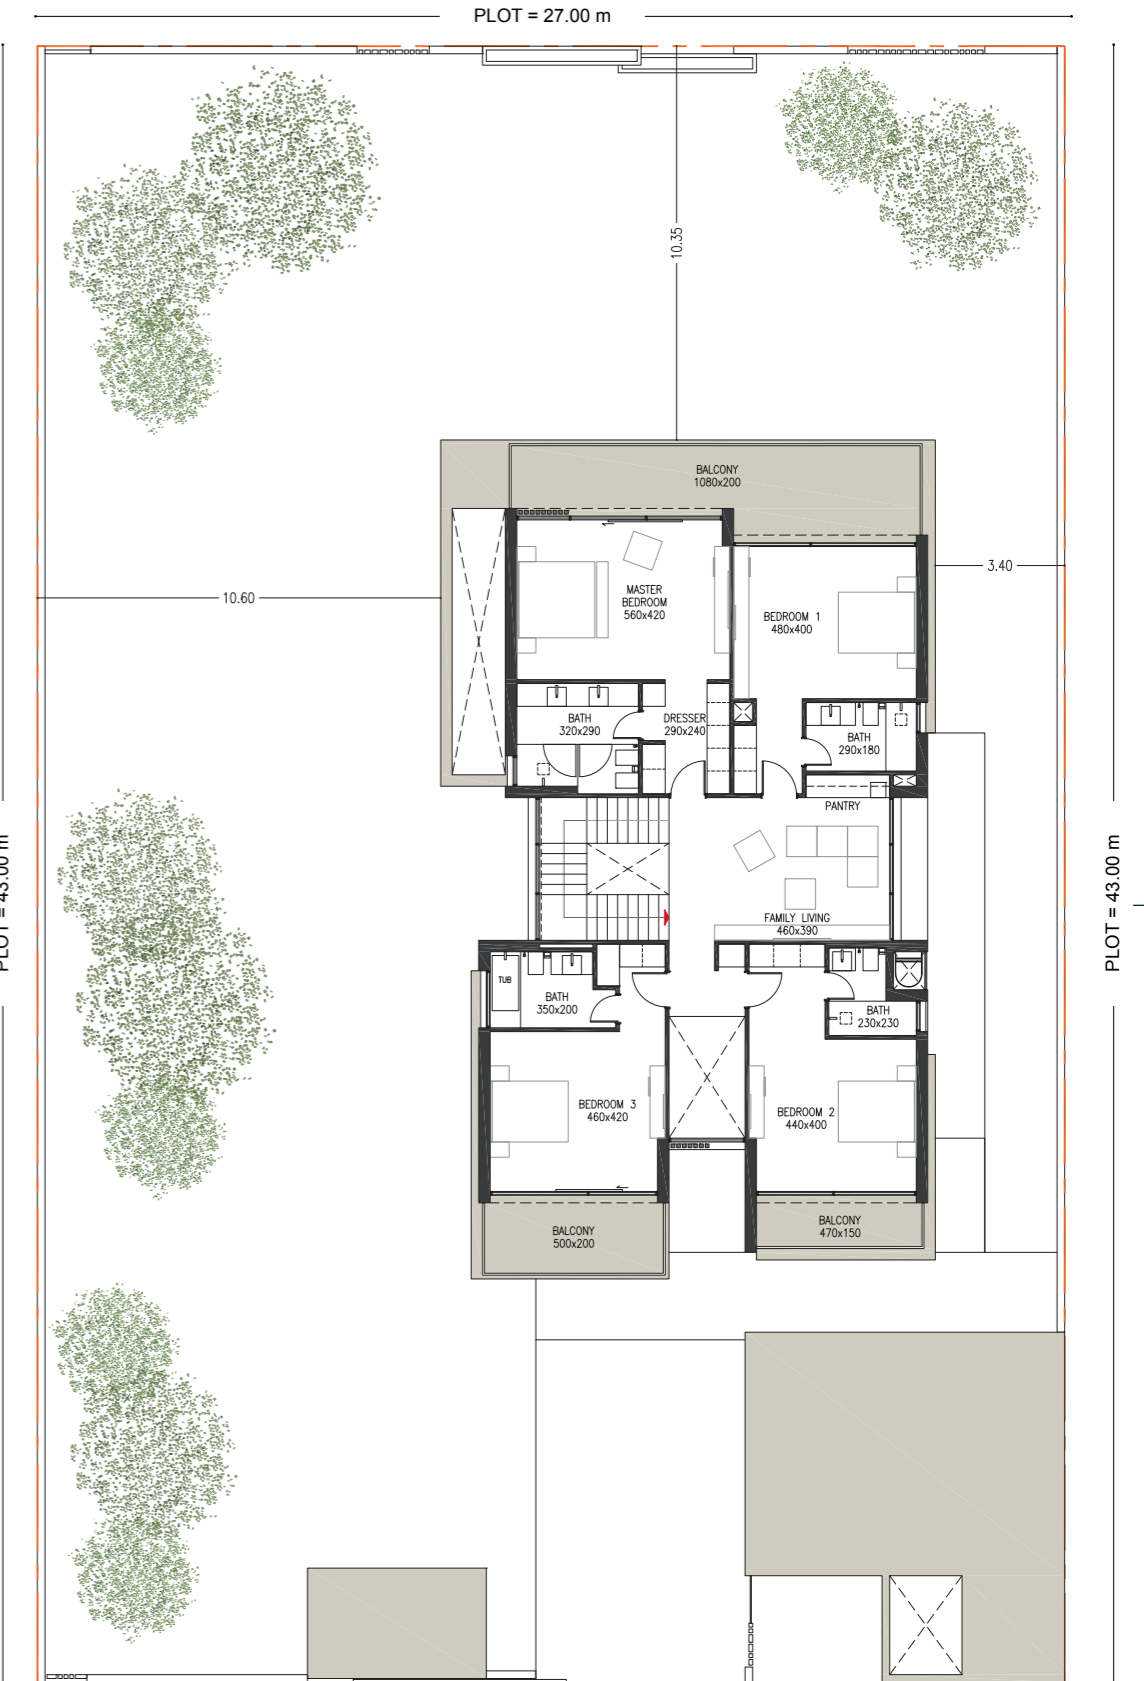 PLOT = 27.00 m
10.35
BALCONY
1080x200
10.60
3.40
MASTER
BEDROOM
560x420
BEDROOM 1
480x400
BATH
320x290
DRESSER
290x240
BATH
290x180
PANTRY
FAMILY LIVING
460x390
PLOT = 43.00 m
PLOT = 43.00 m
TUB
BATH
350x200
BATH
230x230
BEDROOM 3
460x420
BEDROOM 2
440x400
BALCONY
500x200
BALCONY
470x150